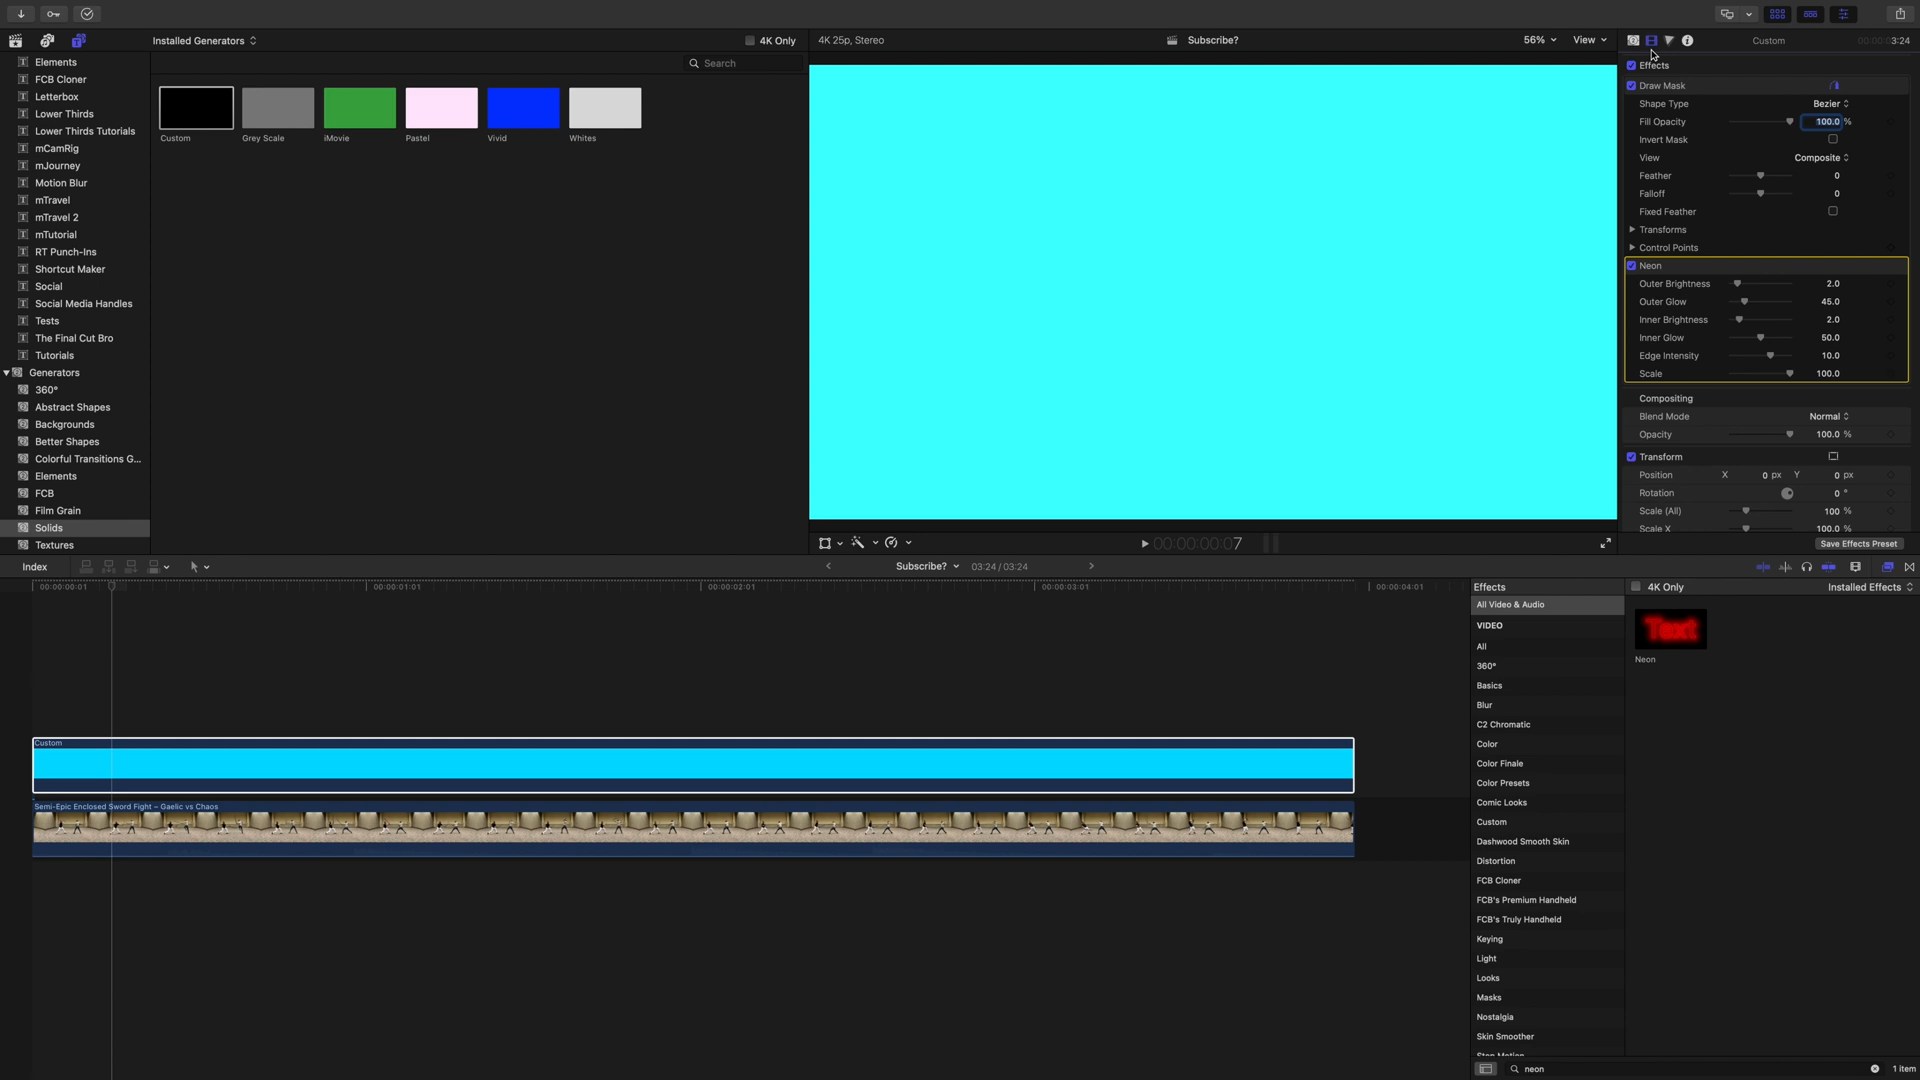 Installed Generators
4K Only
4K 25p, Stereo
Subscribe?
56%
View
Custom
00:00:03:24
Search
Elements
FCB Cloner
Letterbox
Lower Thirds
Lower Thirds Tutorials
mCamRig
mJourney
Motion Blur
mTravel
mTravel 2
mTutorial
RT Punch-Ins
Shortcut Maker
Social
Social Media Handles
Tests
The Final Cut Bro
Tutorials
Generators
360°
Abstract Shapes
Backgrounds
Better Shapes
Colorful Transitions G...
Elements
FCB
Film Grain
Solids
Textures
Custom
Grey Scale
iMovie
Pastel
Vivid
Whites
Effects
Draw Mask
Shape Type Bezier
Fill Opacity 100.0 %
Invert Mask
View Composite
Feather 0
Falloff 0
Fixed Feather
Transforms
Control Points
Neon
Outer Brightness 2.0
Outer Glow 45.0
Inner Brightness 2.0
Inner Glow 50.0
Edge Intensity 10.0
Scale 100.0
Compositing
Blend Mode Normal
Opacity 100.0 %
Transform
Position X 0 px Y 0 px
Rotation 0 °
Scale (All) 100 %
Scale X 100.0 %
Save Effects Preset
00:00:00:07
Index
Subscribe?
03:24 / 03:24
00:00:00:01
00:00:01:01
00:00:02:01
00:00:03:01
00:00:04:01
Custom
Semi-Epic Enclosed Sword Fight – Gaelic vs Chaos
Effects
4K Only
Installed Effects
All Video & Audio
VIDEO
All
360°
Basics
Blur
C2 Chromatic
Color
Color Finale
Color Presets
Comic Looks
Custom
Dashwood Smooth Skin
Distortion
FCB Cloner
FCB's Premium Handheld
FCB's Truly Handheld
Keying
Light
Looks
Masks
Nostalgia
Skin Smoother
Stop Motion
Text
Neon
neon
1 item